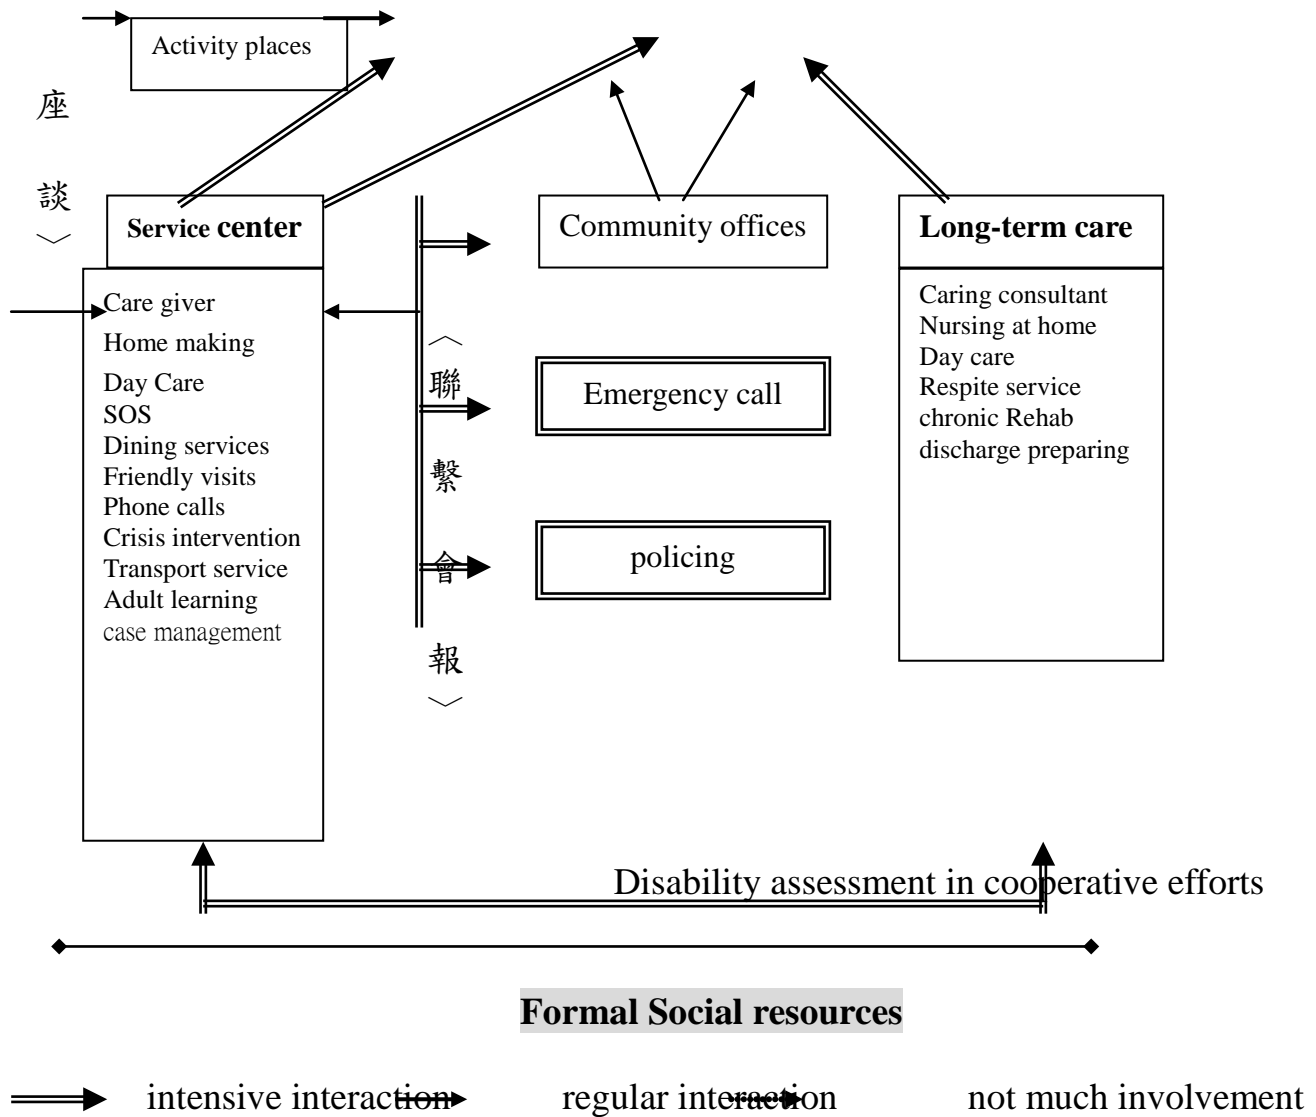 Activity places
座
談
﹀
Service center
Care giver
Home making
Day Care
SOS
Dining services
Friendly visits
Phone calls
Crisis intervention
Transport service
Adult learning
case management
︿
聯
繫
會
報
﹀
Community offices
Emergency call
policing
Long-term care
Caring consultant
Nursing at home
Day care
Respite service
chronic Rehab
discharge preparing
Disability assessment in cooperative efforts
Formal Social resources
intensive interaction
regular interaction
not much involvement